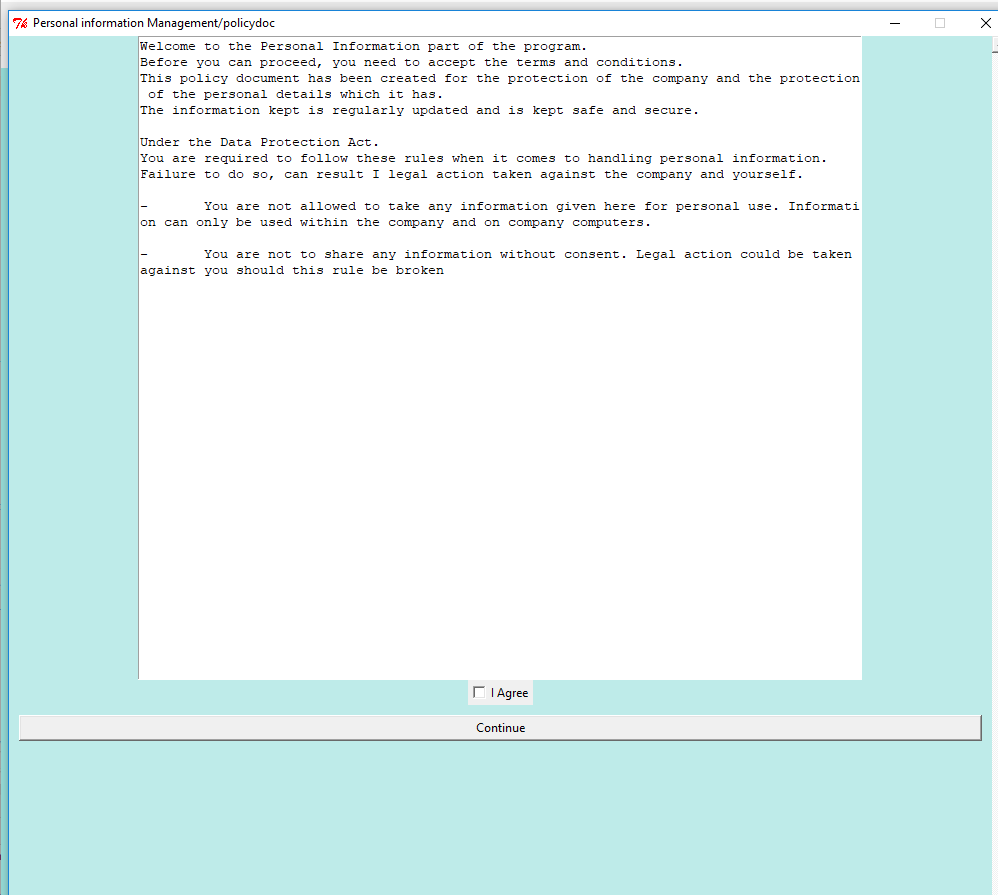 Personal information Management/policydoc
Welcome to the Personal Information part of the program.
Before you can proceed, you need to accept the terms and conditions.
This policy document has been created for the protection of the company and the protection
 of the personal details which it has.
The information kept is regularly updated and is kept safe and secure.
Under the Data Protection Act.
You are required to follow these rules when it comes to handling personal information.
Failure to do so, can result I legal action taken against the company and yourself.
-       You are not allowed to take any information given here for personal use. Informati
on can only be used within the company and on company computers.
-       You are not to share any information without consent. Legal action could be taken
against you should this rule be broken
I Agree
Continue